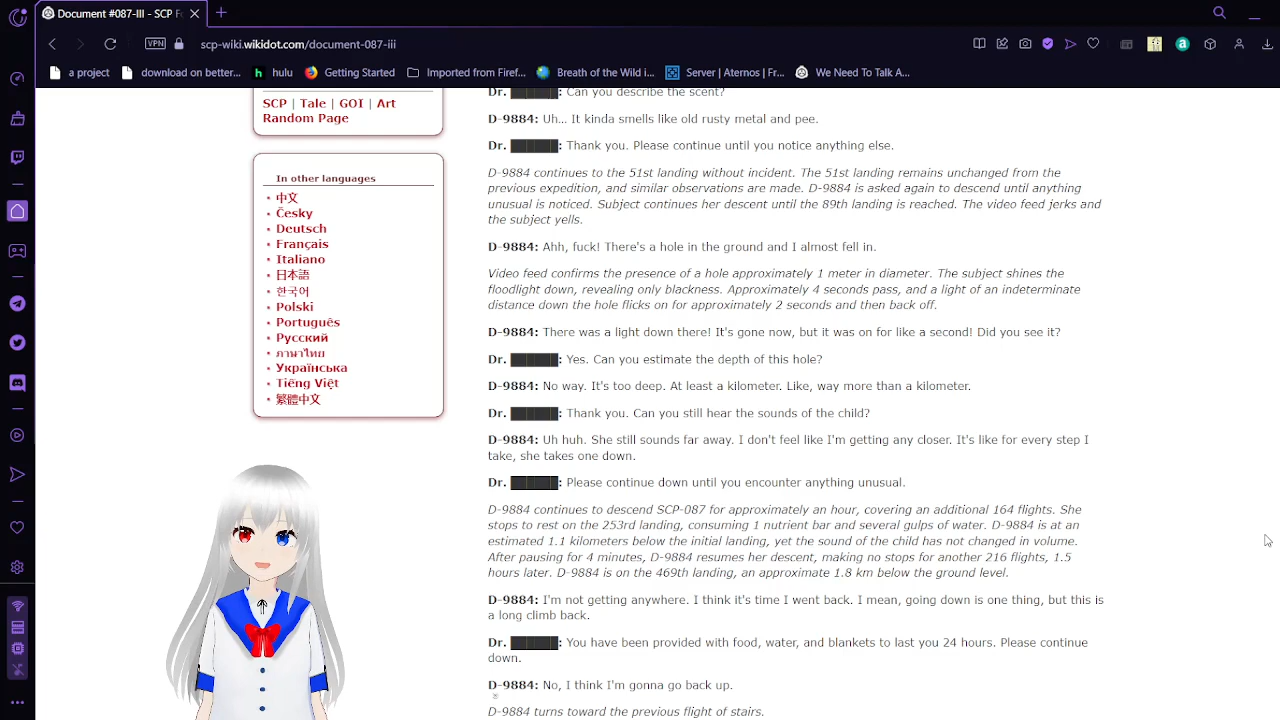 Document #087-III - SCP F
VPN
scp-wiki.wikidot.com/document-087-iii
a project
download on better...
hulu
Getting Started
Imported from Firef...
Breath of the Wild i...
Server | Aternos | Fr...
We Need To Talk A...
SCP | Tale | GOI | Art
Random Page
In other languages
中文
Česky
Deutsch
Français
Italiano
日本語
한국어
Polski
Português
Русский
ภาษาไทย
Українська
Tiếng Việt
繁體中文
Dr. ██████: Can you describe the scent?
D-9884: Uh... It kinda smells like old rusty metal and pee.
Dr. ██████: Thank you. Please continue until you notice anything else.
D-9884 continues to the 51st landing without incident. The 51st landing remains unchanged from the
previous expedition, and similar observations are made. D-9884 is asked again to descend until anything
unusual is noticed. Subject continues her descent until the 89th landing is reached. The video feed jerks and
the subject yells.
D-9884: Ahh, fuck! There's a hole in the ground and I almost fell in.
Video feed confirms the presence of a hole approximately 1 meter in diameter. The subject shines the
floodlight down, revealing only blackness. Approximately 4 seconds pass, and a light of an indeterminate
distance down the hole flicks on for approximately 2 seconds and then back off.
D-9884: There was a light down there! It's gone now, but it was on for like a second! Did you see it?
Dr. ██████: Yes. Can you estimate the depth of this hole?
D-9884: No way. It's too deep. At least a kilometer. Like, way more than a kilometer.
Dr. ██████: Thank you. Can you still hear the sounds of the child?
D-9884: Uh huh. She still sounds far away. I don't feel like I'm getting any closer. It's like for every step I
take, she takes one down.
Dr. ██████: Please continue down until you encounter anything unusual.
D-9884 continues to descend SCP-087 for approximately an hour, covering an additional 164 flights. She
stops to rest on the 253rd landing, consuming 1 nutrient bar and several gulps of water. D-9884 is at an
estimated 1.1 kilometers below the initial landing, yet the sound of the child has not changed in volume.
After pausing for 4 minutes, D-9884 resumes her descent, making no stops for another 216 flights, 1.5
hours later. D-9884 is on the 469th landing, an approximate 1.8 km below the ground level.
D-9884: I'm not getting anywhere. I think it's time I went back. I mean, going down is one thing, but this is
a long climb back.
Dr. ██████: You have been provided with food, water, and blankets to last you 24 hours. Please continue
down.
D-9884: No, I think I'm gonna go back up.
D-9884 turns toward the previous flight of stairs.